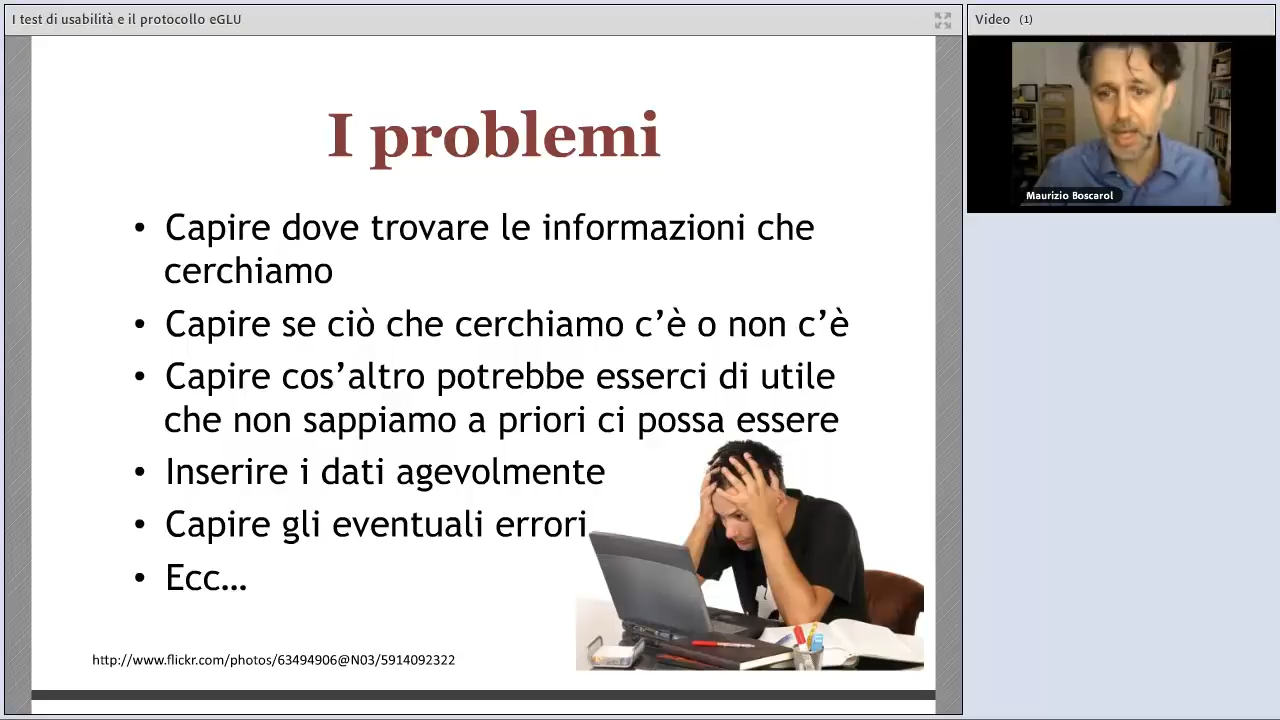 I test di usabilità e il protocollo eGLU
Video (1)
Maurizio Boscarol
I problemi
• Capire dove trovare le informazioni che
cerchiamo
• Capire se ciò che cerchiamo c’è o non c’è
• Capire cos’altro potrebbe esserci di utile
che non sappiamo a priori ci possa essere
• Inserire i dati agevolmente
• Capire gli eventuali errori
• Ecc…
http://www.flickr.com/photos/63494906@N03/5914092322